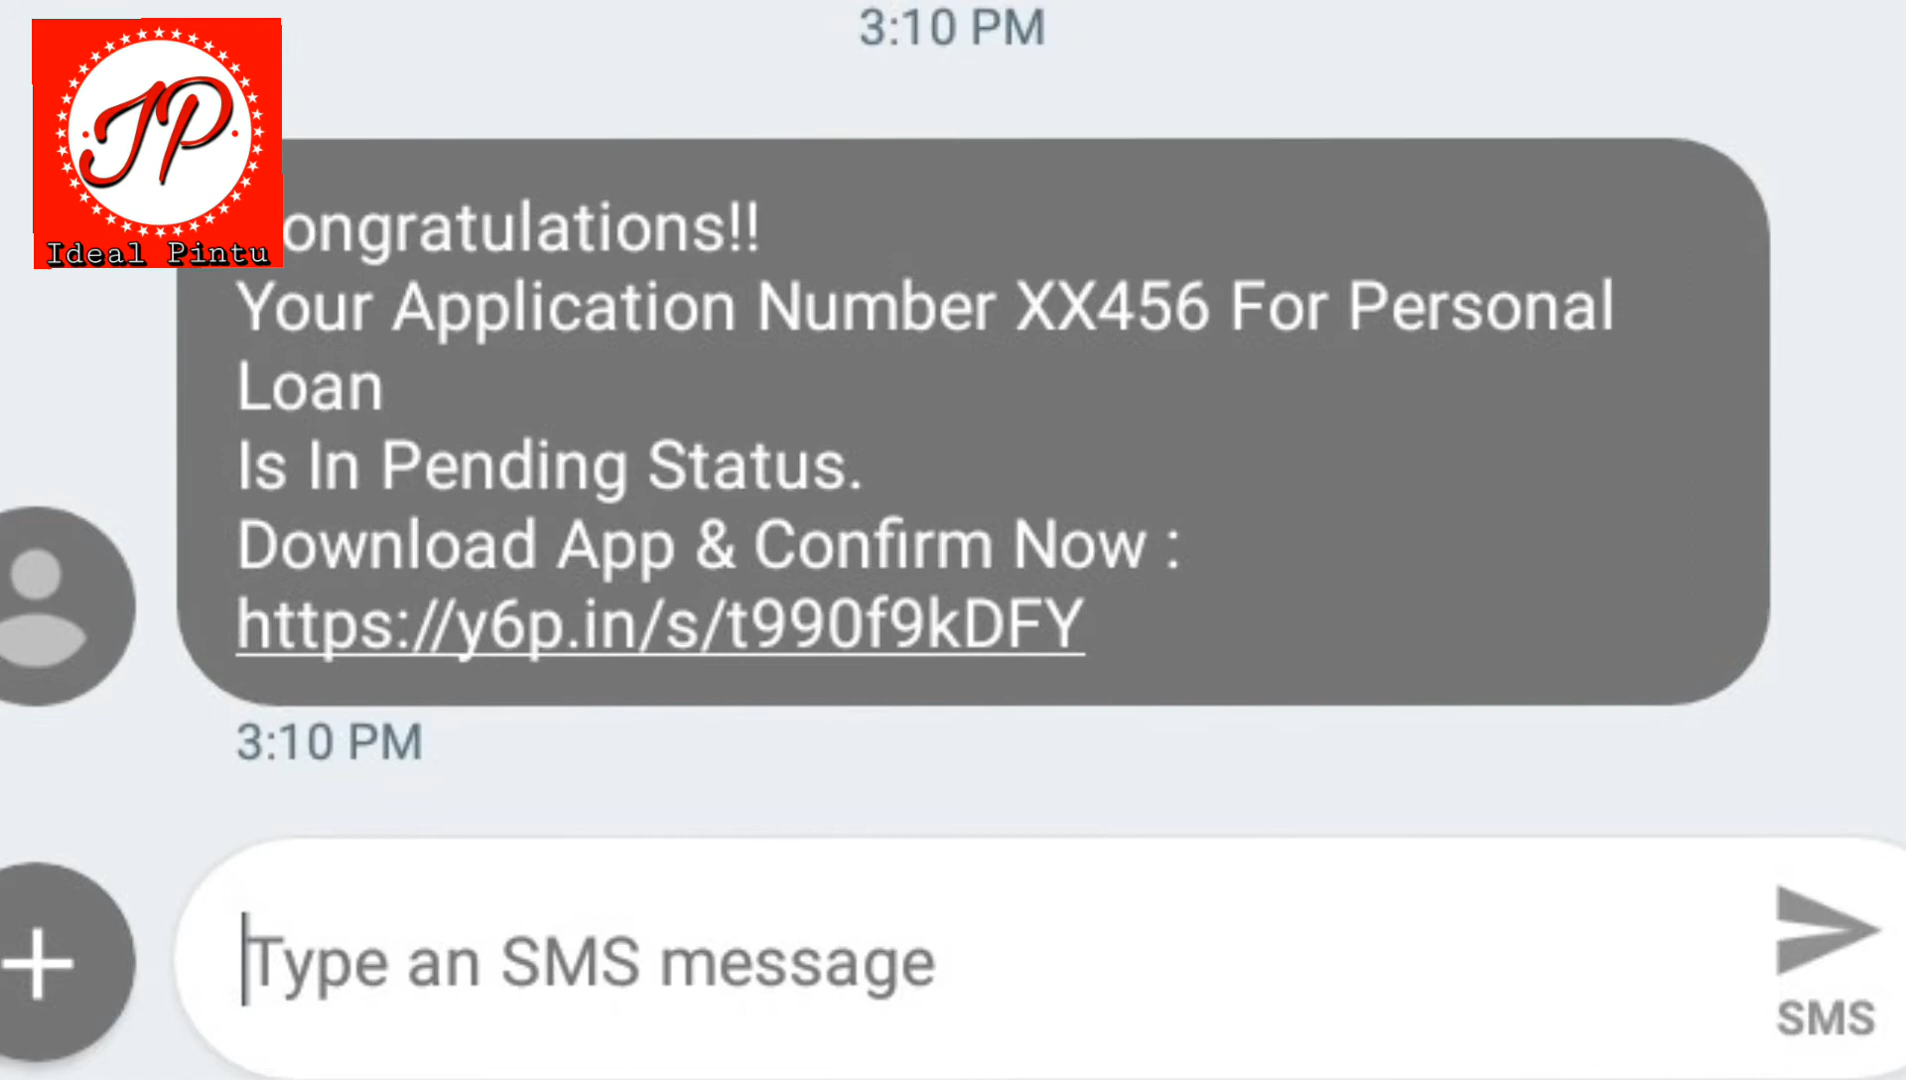 3:10 PM
JP
Ideal Pintu
ongratulations!!
Your Application Number XX456 For Personal
Loan
Is In Pending Status.
Download App & Confirm Now :
https://y6p.in/s/t990f9kDFY
3:10 PM
Type an SMS message
SMS